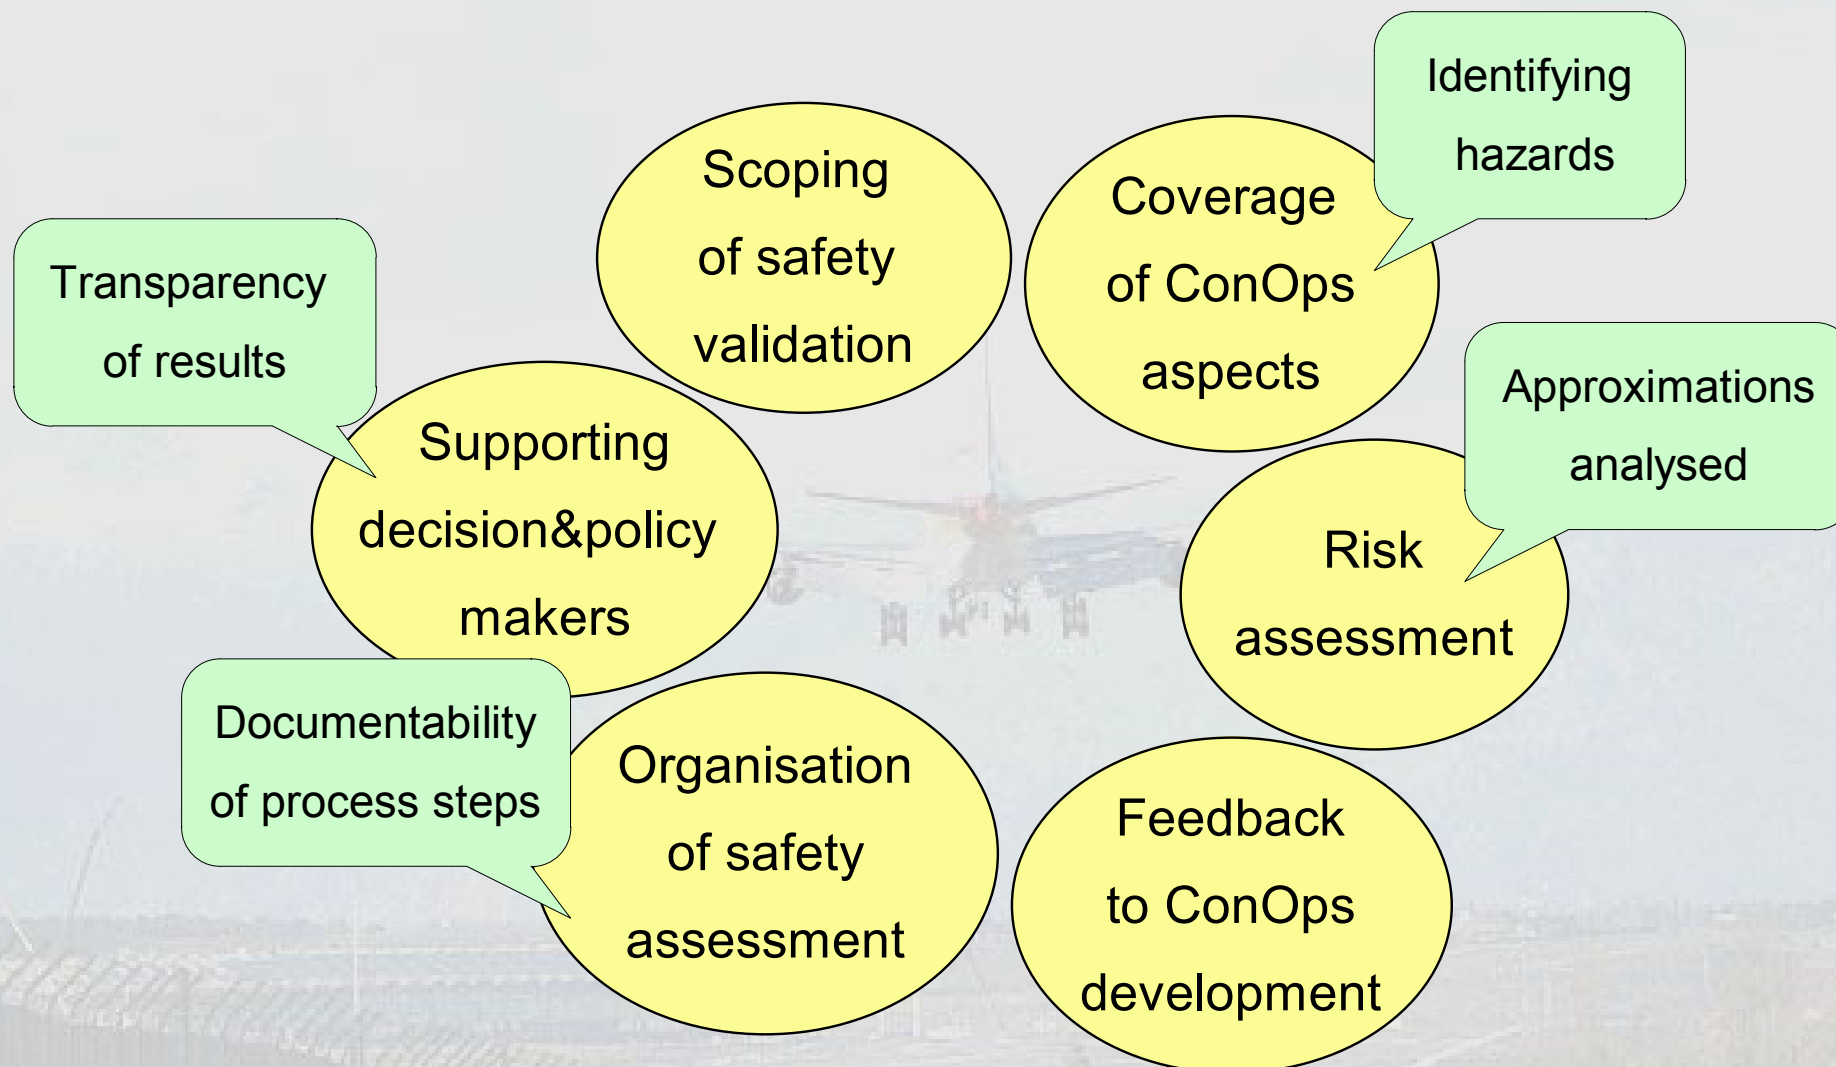 Identifying
hazards
Scoping
of safety
validation
Coverage
of ConOps
aspects
Transparency
of results
Approximations
analysed
Supporting
decision&policy
makers
Risk
assessment
Documentability
of process steps
Organisation
of safety
assessment
Feedback
to ConOps
development